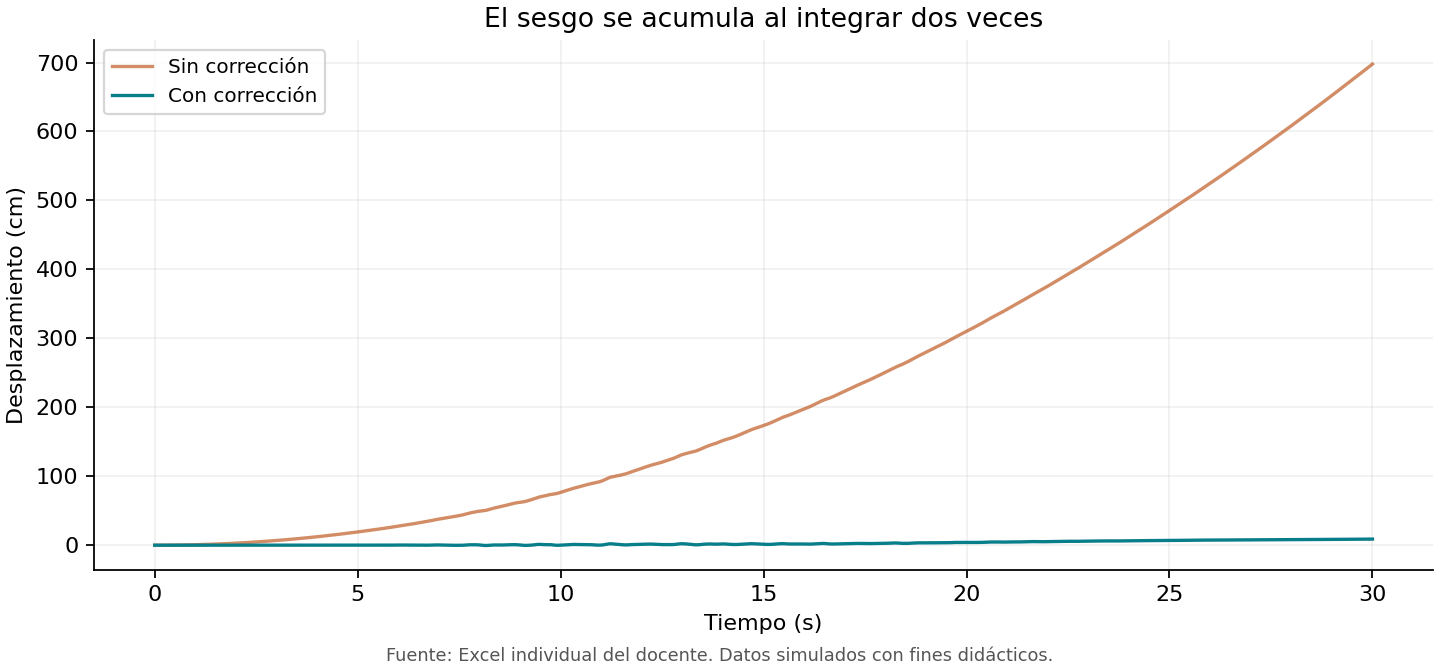 El sesgo se acumula al integrar dos veces
Sin corrección
Con corrección
Desplazamiento (cm)
700
600
500
400
300
200
100
0
0 5 10 15 20 25 30
Tiempo (s)
Fuente: Excel individual del docente. Datos simulados con fines didácticos.